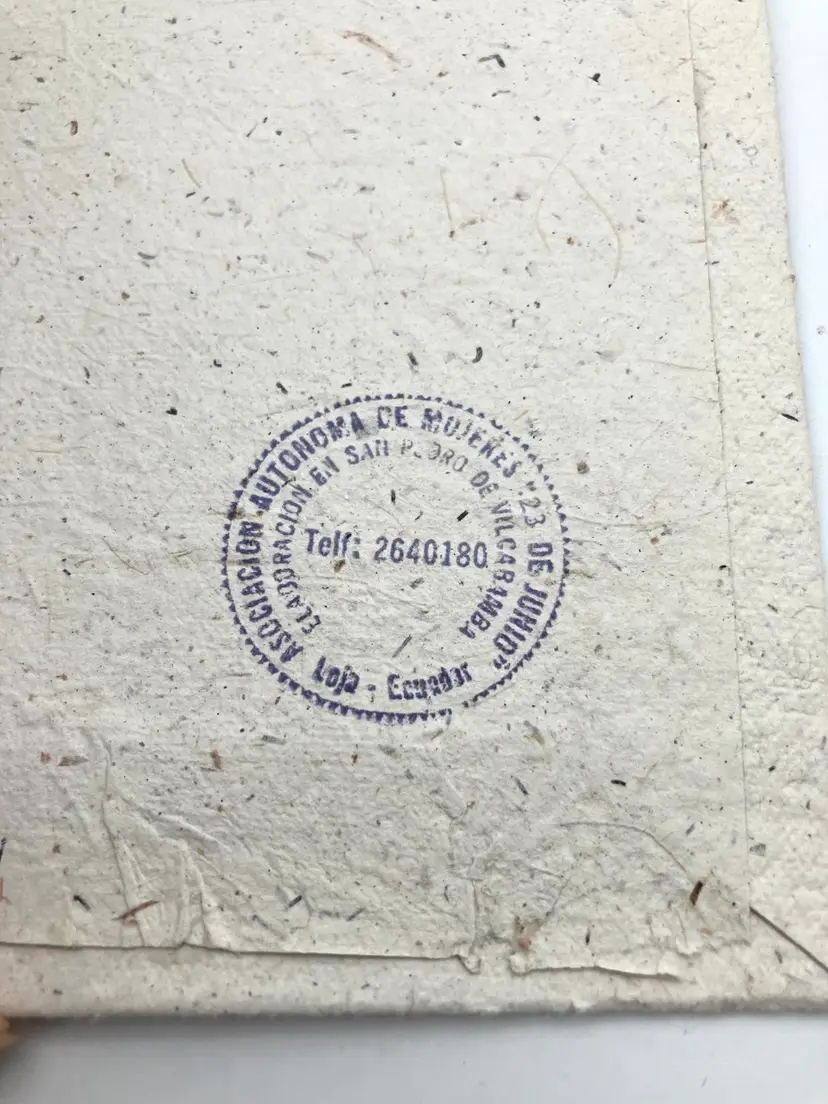 ASOCIACION AUTONOMA DE MUJERES "23 DE JUNIO"
ELABORACION EN SAN PEDRO DE VILCABAMBA
Telf: 2640180
Loja - Ecuador